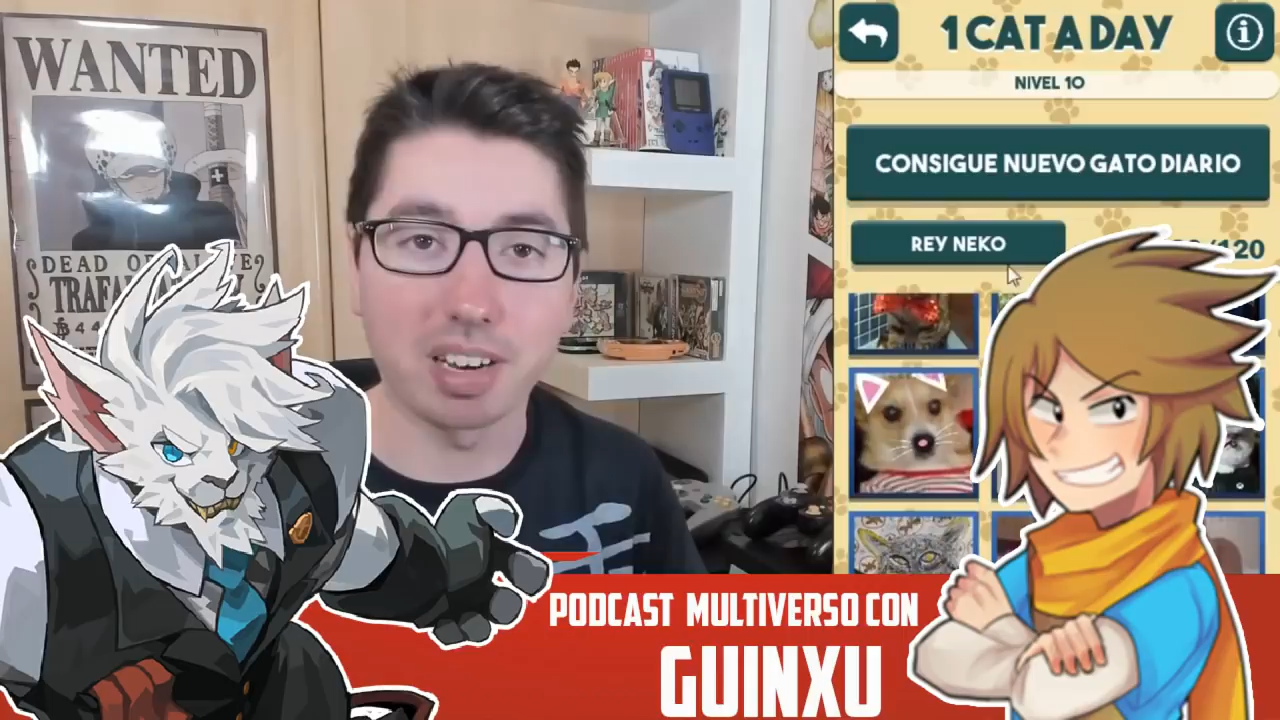 WANTED
DEAD OR ALIVE
1 CAT A DAY
NIVEL 10
CONSIGUE NUEVO GATO DIARIO
REY NEKO
/120
PODCAST MULTIVERSO CON
GUINXU